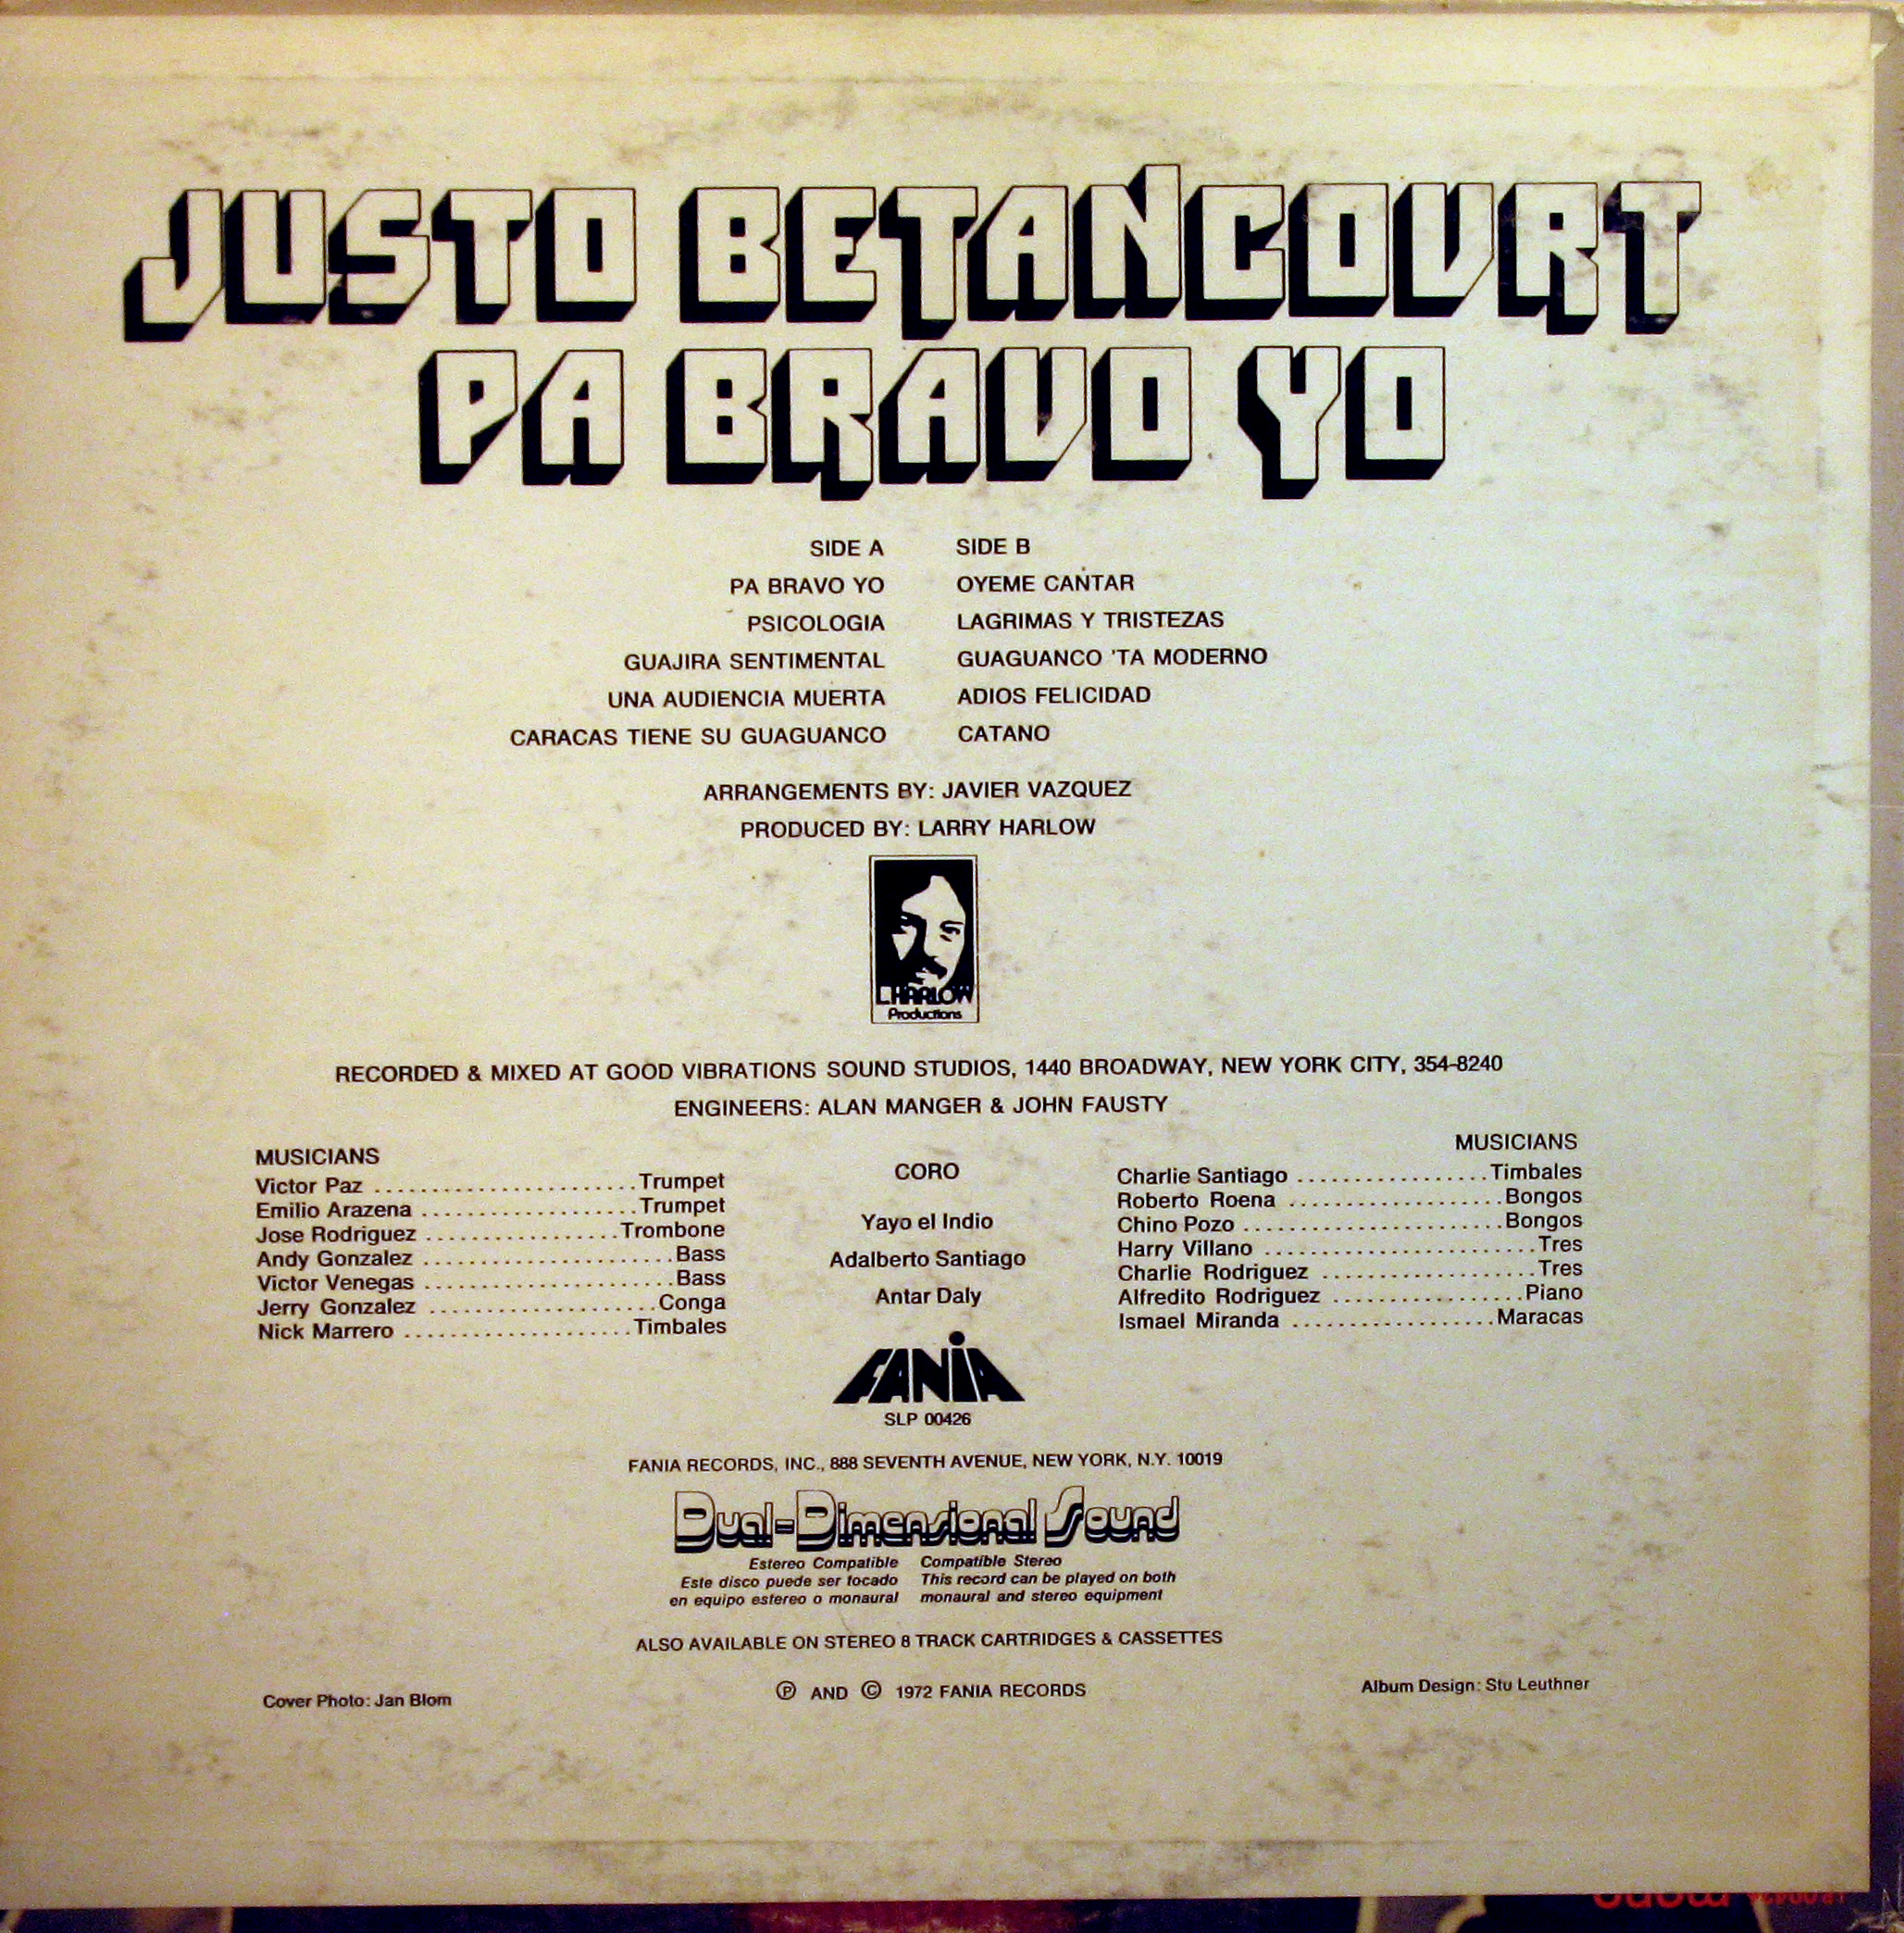 JUSTO BETANCOURT
PA BRAVO YO
SIDE A
PA BRAVO YO
PSICOLOGIA
GUAJIRA SENTIMENTAL
UNA AUDIENCIA MUERTA
CARACAS TIENE SU GUAGUANCO
SIDE B
OYEME CANTAR
LAGRIMAS Y TRISTEZAS
GUAGUANCO 'TA MODERNO
ADIOS FELICIDAD
CATANO
ARRANGEMENTS BY: JAVIER VAZQUEZ
PRODUCED BY: LARRY HARLOW
L HARLOW
Productions
RECORDED & MIXED AT GOOD VIBRATIONS SOUND STUDIOS, 1440 BROADWAY, NEW YORK CITY, 354-8240
ENGINEERS: ALAN MANGER & JOHN FAUSTY
MUSICIANS
Victor Paz ....................... Trumpet
Emilio Arazena ................... Trumpet
Jose Rodriguez ................. Trombone
Andy Gonzalez ...................... Bass
Victor Venegas ...................... Bass
Jerry Gonzalez .................... Conga
Nick Marrero .................... Timbales
CORO
Yayo el Indio
Adalberto Santiago
Antar Daly
MUSICIANS
Charlie Santiago ................. Timbales
Roberto Roena ................... Bongos
Chino Pozo ....................... Bongos
Harry Villano ........................ Tres
Charlie Rodriguez ................... Tres
Alfredito Rodriguez ................. Piano
Ismael Miranda .................. Maracas
FANIA
SLP 00426
FANIA RECORDS, INC., 888 SEVENTH AVENUE, NEW YORK, N.Y. 10019
Dual-Dimensional Sound
Estereo Compatible
Este disco puede ser tocado
en equipo estereo o monaural
Compatible Stereo
This record can be played on both
monaural and stereo equipment
ALSO AVAILABLE ON STEREO 8 TRACK CARTRIDGES & CASSETTES
Cover Photo: Jan Blom
Ⓟ AND © 1972 FANIA RECORDS
Album Design: Stu Leuthner